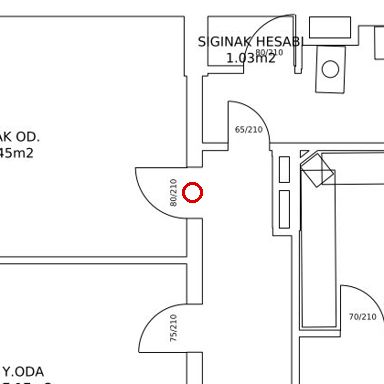 SIGINAK HESABI
80/210
1.03m2
65/210
AK OD.
45m2
80/210
75/210
70/210
Y.ODA